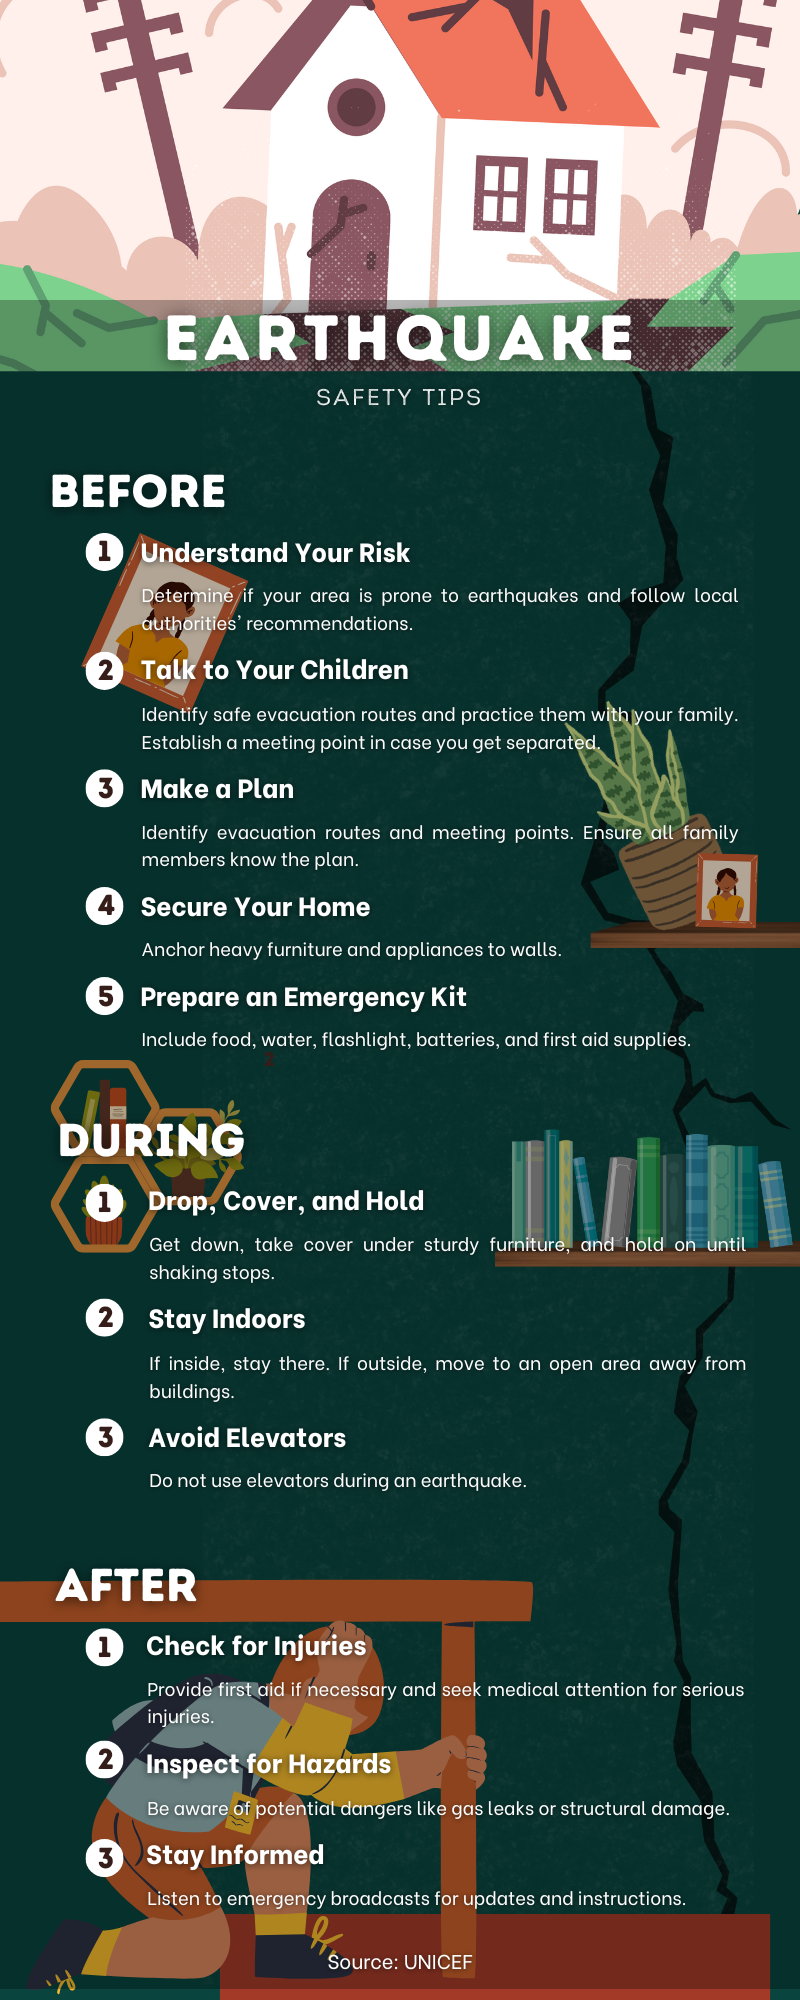 EARTHQUAKE
SAFETY TIPS
BEFORE
1 Understand Your Risk
Determine if your area is prone to earthquakes and follow local
authorities' recommendations.
2 Talk to Your Children
Identify safe evacuation routes and practice them with your family.
Establish a meeting point in case you get separated.
3 Make a Plan
Identify evacuation routes and meeting points. Ensure all family
members know the plan.
4 Secure Your Home
Anchor heavy furniture and appliances to walls.
5 Prepare an Emergency Kit
Include food, water, flashlight, batteries, and first aid supplies.
2
DURING
1 Drop, Cover, and Hold
Get down, take cover under sturdy furniture, and hold on until
shaking stops.
2 Stay Indoors
If inside, stay there. If outside, move to an open area away from
buildings.
3 Avoid Elevators
Do not use elevators during an earthquake.
AFTER
1 Check for Injuries
Provide first aid if necessary and seek medical attention for serious
injuries.
2 Inspect for Hazards
Be aware of potential dangers like gas leaks or structural damage.
3 Stay Informed
Listen to emergency broadcasts for updates and instructions.
Source: UNICEF